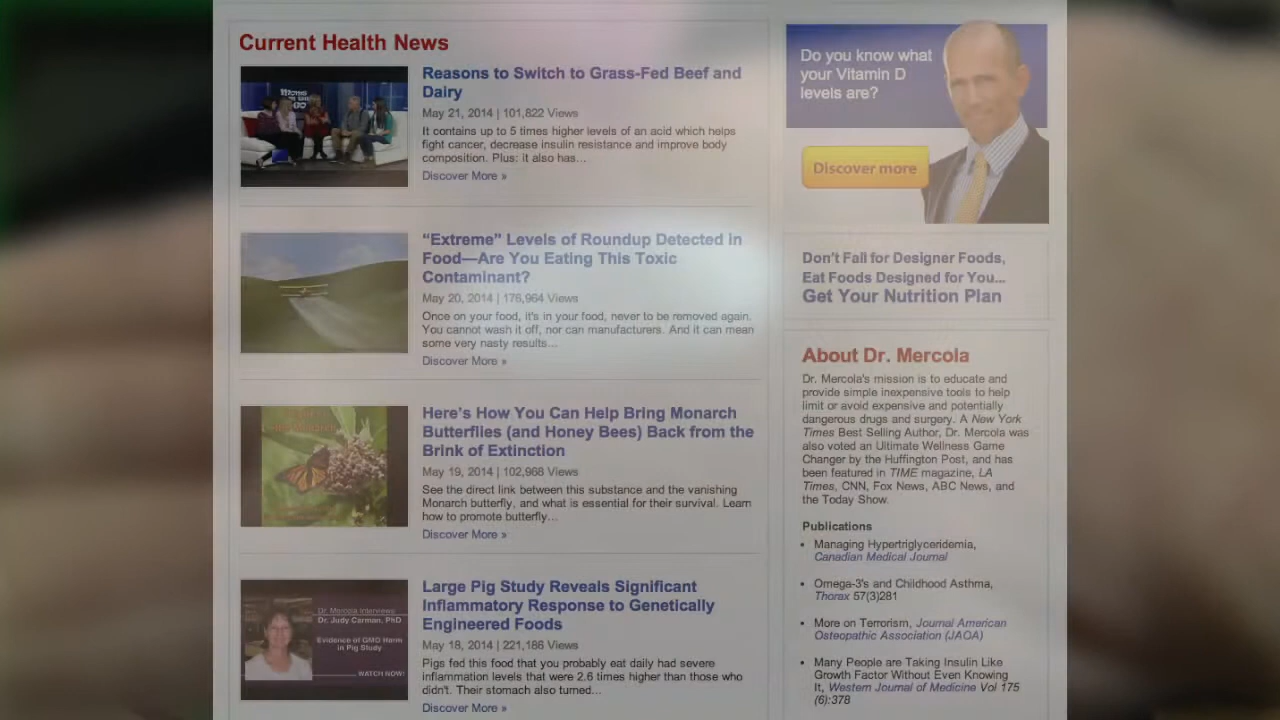 Current Health News
Reasons to Switch to Grass-Fed Beef and
Dairy
May 21, 2014 | 101,822 Views
It contains up to 5 times higher levels of an acid which helps
fight cancer, decrease insulin resistance and improve body
composition. Plus: it also has...
Discover More »
“Extreme” Levels of Roundup Detected in
Food—Are You Eating This Toxic
Contaminant?
May 20, 2014 | 176,964 Views
Once on your food, it's in your food, never to be removed again.
You cannot wash it off, nor can manufacturers. And it can mean
some very nasty results...
Discover More »
Here’s How You Can Help Bring Monarch
Butterflies (and Honey Bees) Back from the
Brink of Extinction
May 19, 2014 | 102,968 Views
See the direct link between this substance and the vanishing
Monarch butterfly, and what is essential for their survival. Learn
how to promote butterfly...
Discover More »
Dr. Mercola Interviews
Dr. Judy Carman, PhD
Evidence of GMO Harm
in Pig Study
WATCH NOW!
Large Pig Study Reveals Significant
Inflammatory Response to Genetically
Engineered Foods
May 18, 2014 | 221,186 Views
Pigs fed this food that you probably eat daily had severe
inflammation levels that were 2.6 times higher than those who
didn't. Their stomach also turned...
Discover More »
Do you know what
your Vitamin D
levels are?
Discover more
Don’t Fall for Designer Foods,
Eat Foods Designed for You...
Get Your Nutrition Plan
About Dr. Mercola
Dr. Mercola's mission is to educate and
provide simple inexpensive tools to help
limit or avoid expensive and potentially
dangerous drugs and surgery. A New York
Times Best Selling Author, Dr. Mercola was
also voted an Ultimate Wellness Game
Changer by the Huffington Post, and has
been featured in TIME magazine, LA
Times, CNN, Fox News, ABC News, and
the Today Show.
Publications
• Managing Hypertriglyceridemia,
Canadian Medical Journal
• Omega-3's and Childhood Asthma,
Thorax 57(3)281
• More on Terrorism, Journal American
Osteopathic Association (JAOA)
• Many People are Taking Insulin Like
Growth Factor Without Even Knowing
It, Western Journal of Medicine Vol 175
(6):378